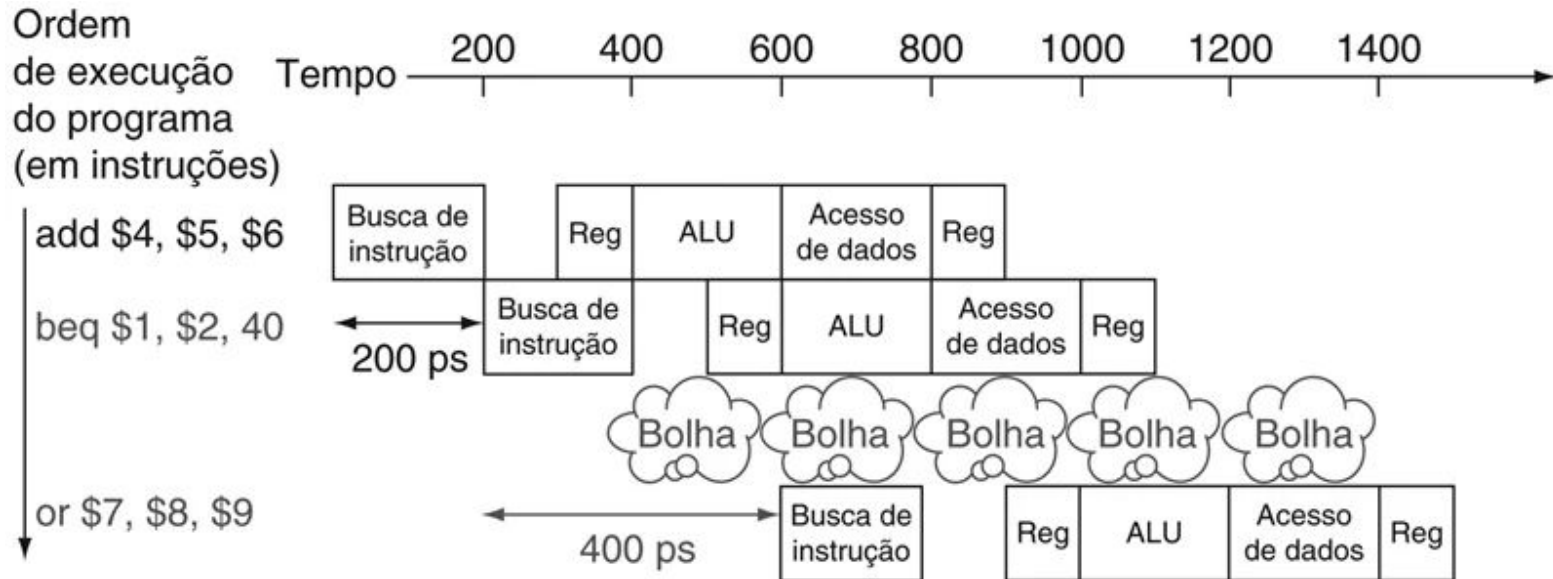 Ordem
de execução
do programa
(em instruções)
Tempo
200 400 600 800 1000 1200 1400
add $4, $5, $6
Busca de
instrução
Reg
ALU
Acesso
de dados
Reg
beq $1, $2, 40
200 ps
Busca de
instrução
Reg
ALU
Acesso
de dados
Reg
Bolha Bolha Bolha Bolha Bolha
or $7, $8, $9
400 ps
Busca de
instrução
Reg
ALU
Acesso
de dados
Reg